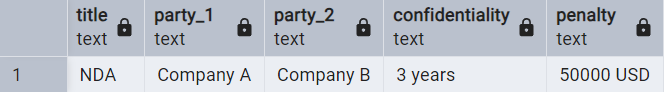 title party_1 party_2 confidentiality penalty
text text text text text
1 NDA Company A Company B 3 years 50000 USD